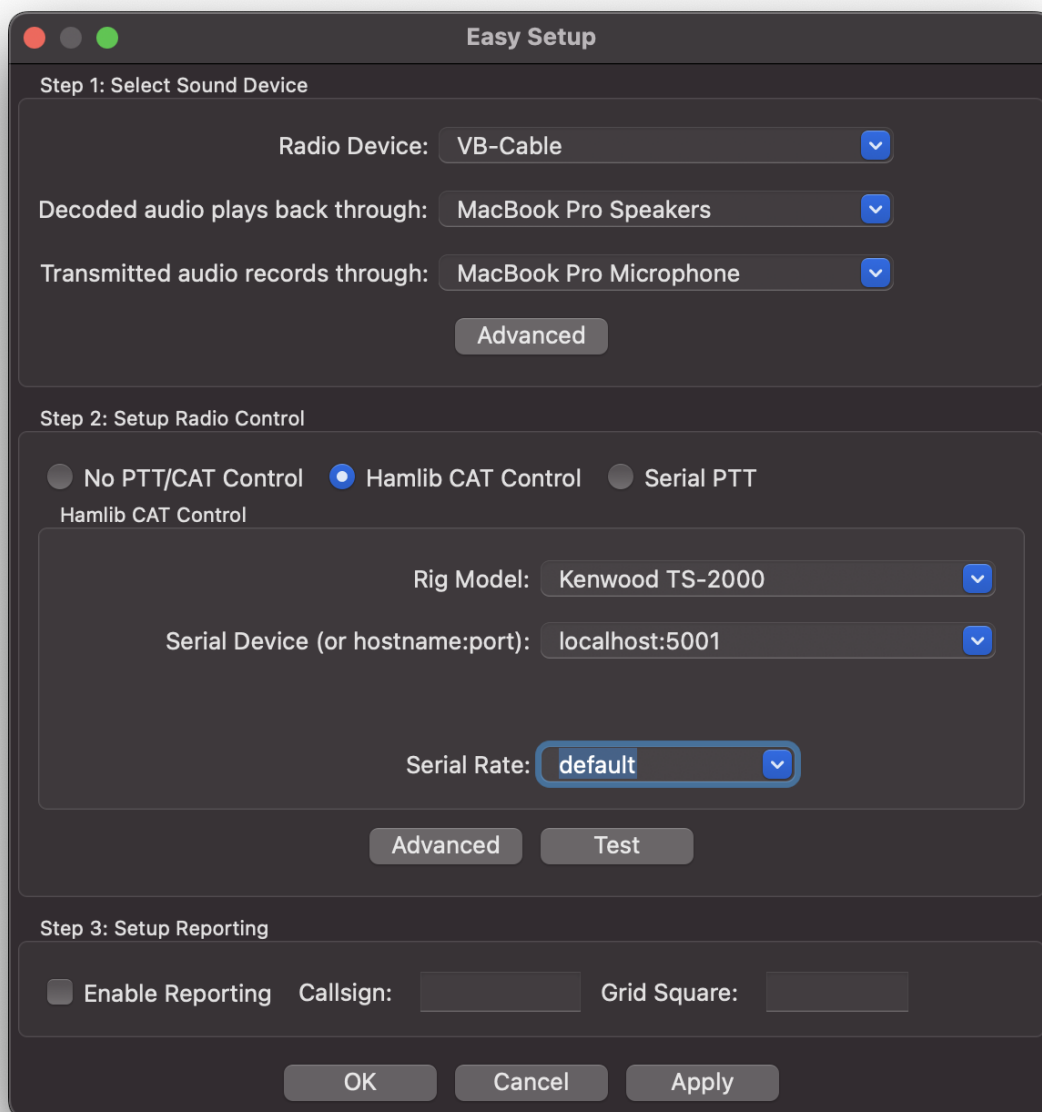 Easy Setup
Step 1: Select Sound Device
Radio Device: VB-Cable
Decoded audio plays back through: MacBook Pro Speakers
Transmitted audio records through: MacBook Pro Microphone
Advanced
Step 2: Setup Radio Control
No PTT/CAT Control Hamlib CAT Control Serial PTT
Hamlib CAT Control
Rig Model: Kenwood TS-2000
Serial Device (or hostname:port): localhost:5001
Serial Rate: default
Advanced Test
Step 3: Setup Reporting
Enable Reporting Callsign: Grid Square:
OK Cancel Apply